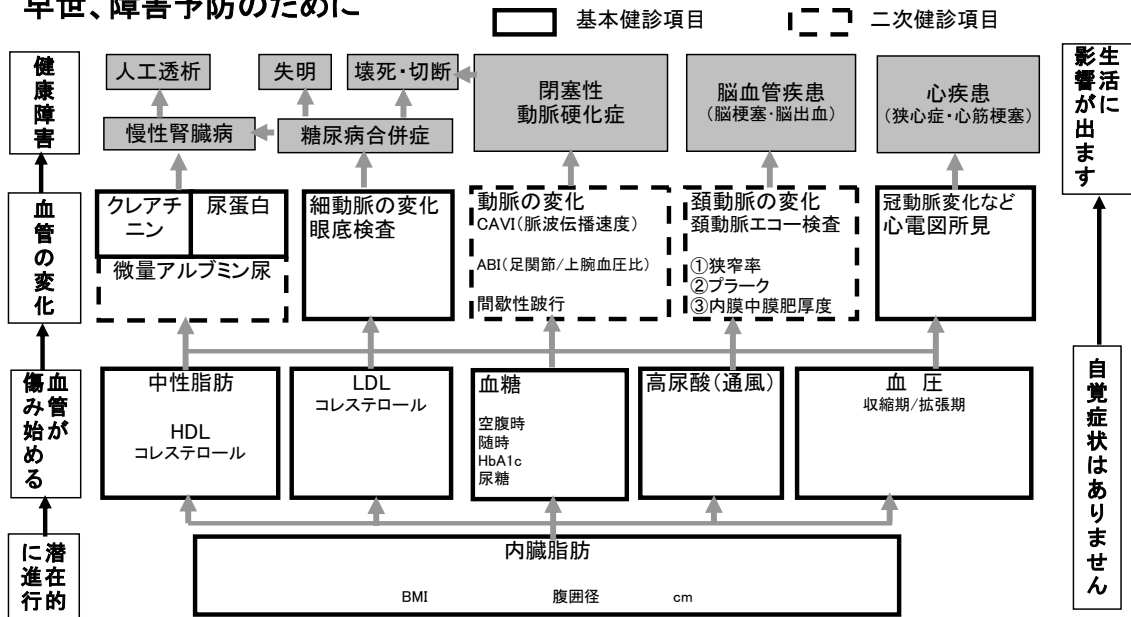 早世、障害予防のために
基本健診項目
二次健診項目
健康障害
人工透析
失明
壊死・切断
慢性腎臓病
糖尿病合併症
閉塞性
動脈硬化症
脳血管疾患
(脳梗塞・脳出血)
心疾患
(狭心症・心筋梗塞)
生活に
影響が出ます
血管の変化
クレアチ
ニン
尿蛋白
微量アルブミン尿
細動脈の変化
眼底検査
動脈の変化
CAVI(脈波伝播速度)
ABI(足関節/上腕血圧比)
間歇性跛行
頚動脈の変化
頚動脈エコー検査
①狭窄率
②プラーク
③内膜中膜肥厚度
冠動脈変化など
心電図所見
血管が
傷み始める
中性脂肪
HDL
コレステロール
LDL
コレステロール
血糖
空腹時
随時
HbA1c
尿糖
高尿酸(通風)
血 圧
収縮期/拡張期
自覚症状はありません
潜在的
に進行
内臓脂肪
BMI 腹囲径 cm